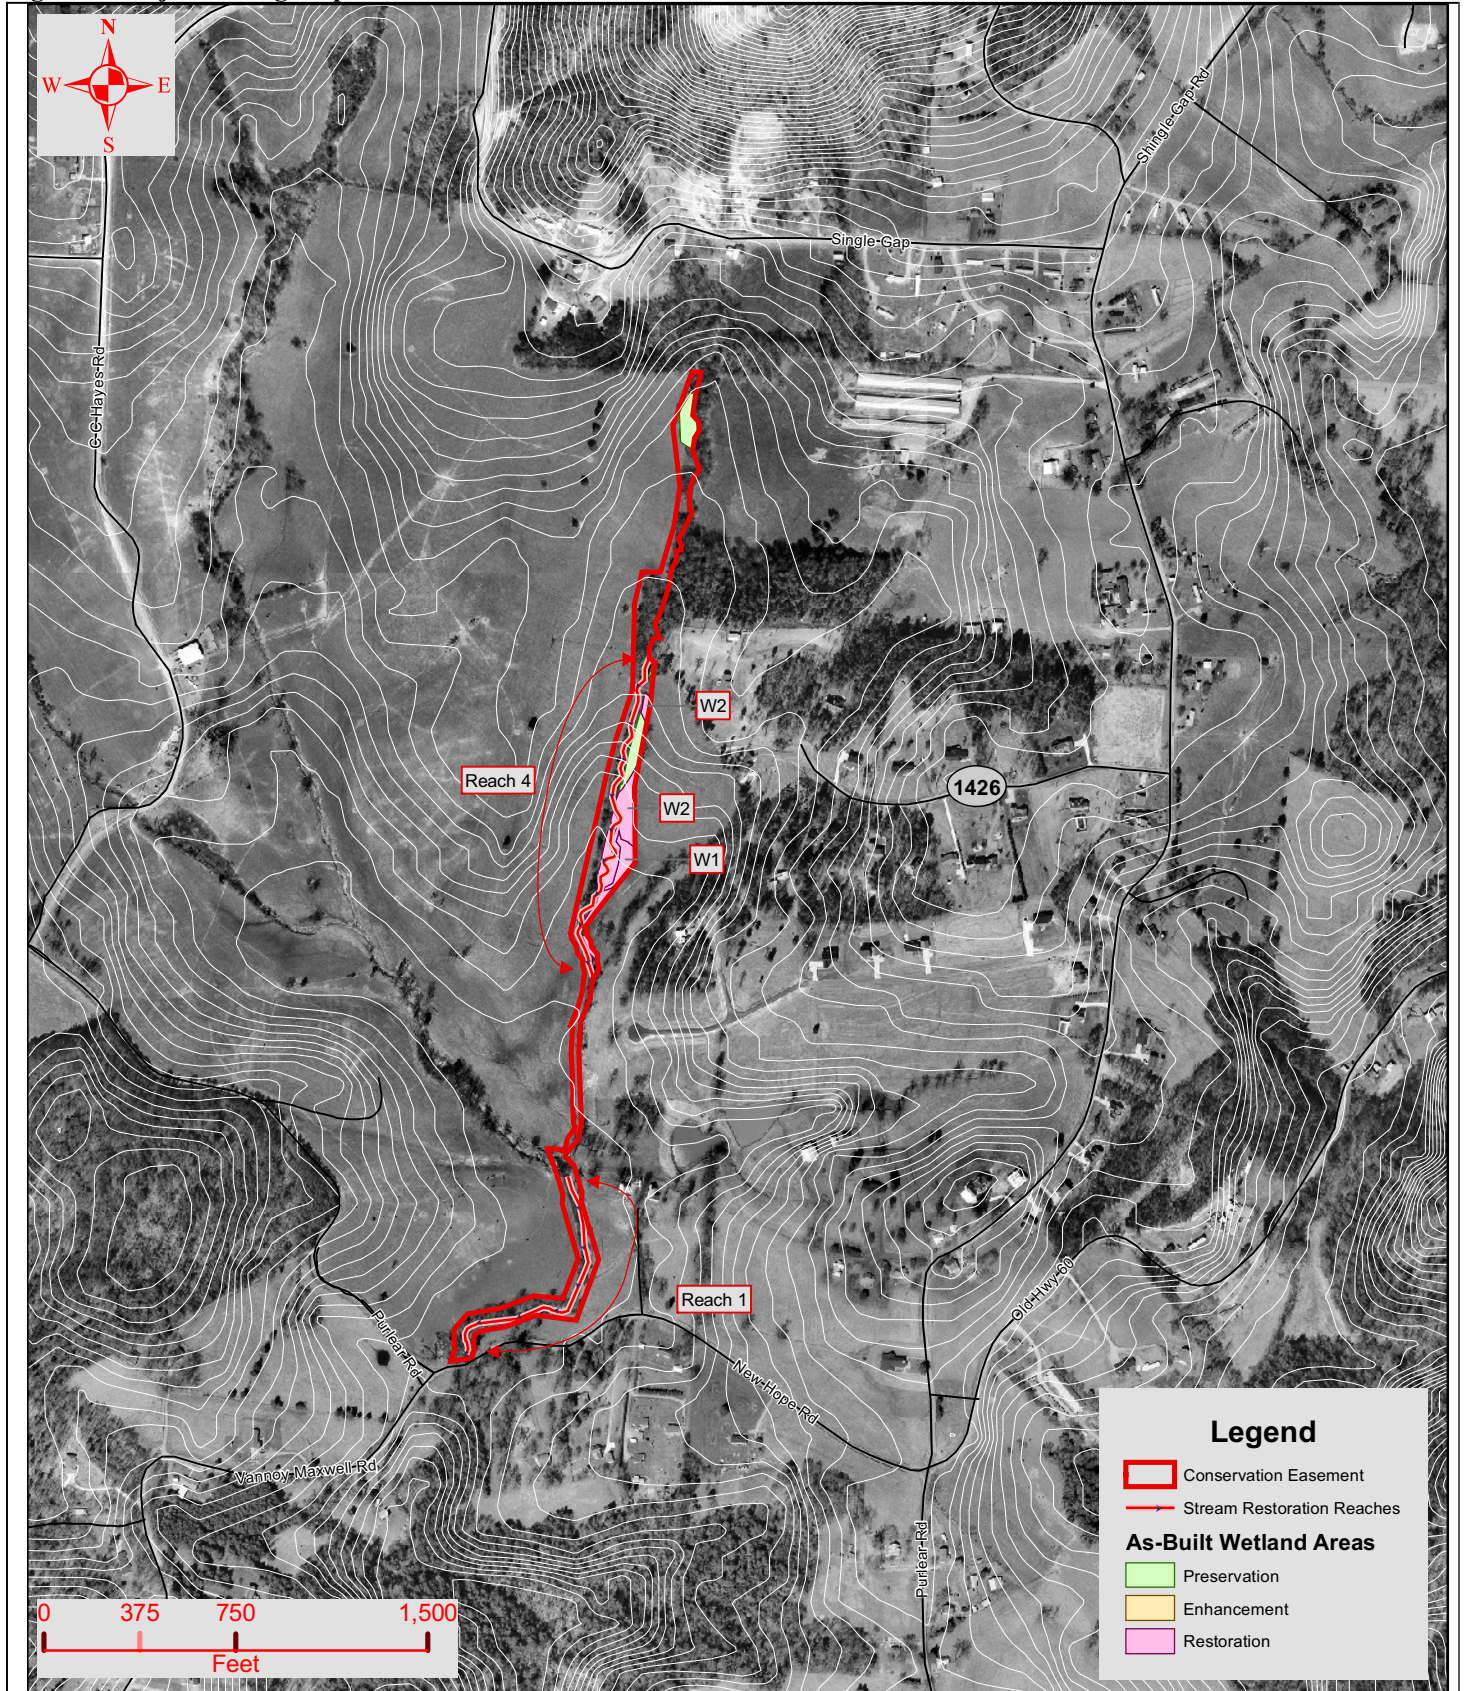 N
W E
S
Shingle Gap Rd
Single Gap
C C Hayes Rd
W2
Reach 4
1426
W2
W1
Reach 1
Old Hwy 60
Purlear Rd
New Hope Rd
Vannoy Maxwell Rd
Purlear Rd
Legend
Conservation Easement
Stream Restoration Reaches
As-Built Wetland Areas
Preservation
Enhancement
Restoration
0 375 750 1,500
Feet